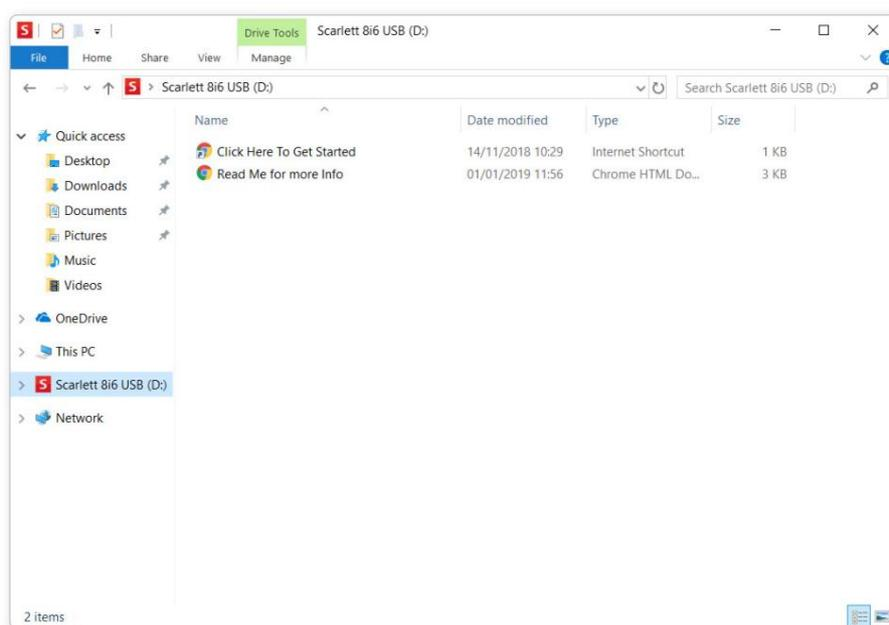 S Drive Tools Scarlett 8i6 USB (D:)
File Home Share View Manage
S Scarlett 8i6 USB (D:) Search Scarlett 8i6 USB (D:)
Name Date modified Type Size
Quick access
Click Here To Get Started 14/11/2018 10:29 Internet Shortcut 1 KB
Desktop
Read Me for more Info 01/01/2019 11:56 Chrome HTML Do... 3 KB
Downloads
Documents
Pictures
Music
Videos
OneDrive
This PC
S Scarlett 8i6 USB (D:)
Network
2 items